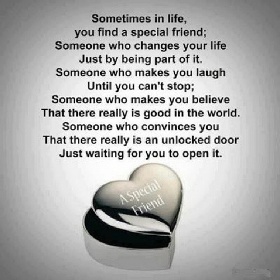 Sometimes in life,
you find a special friend;
Someone who changes your life
Just by being part of it.
Someone who makes you laugh
Until you can't stop;
Someone who makes you believe
That there really is good in the world.
Someone who convinces you
That there really is an unlocked door
Just waiting for you to open it.
A Special
Friend